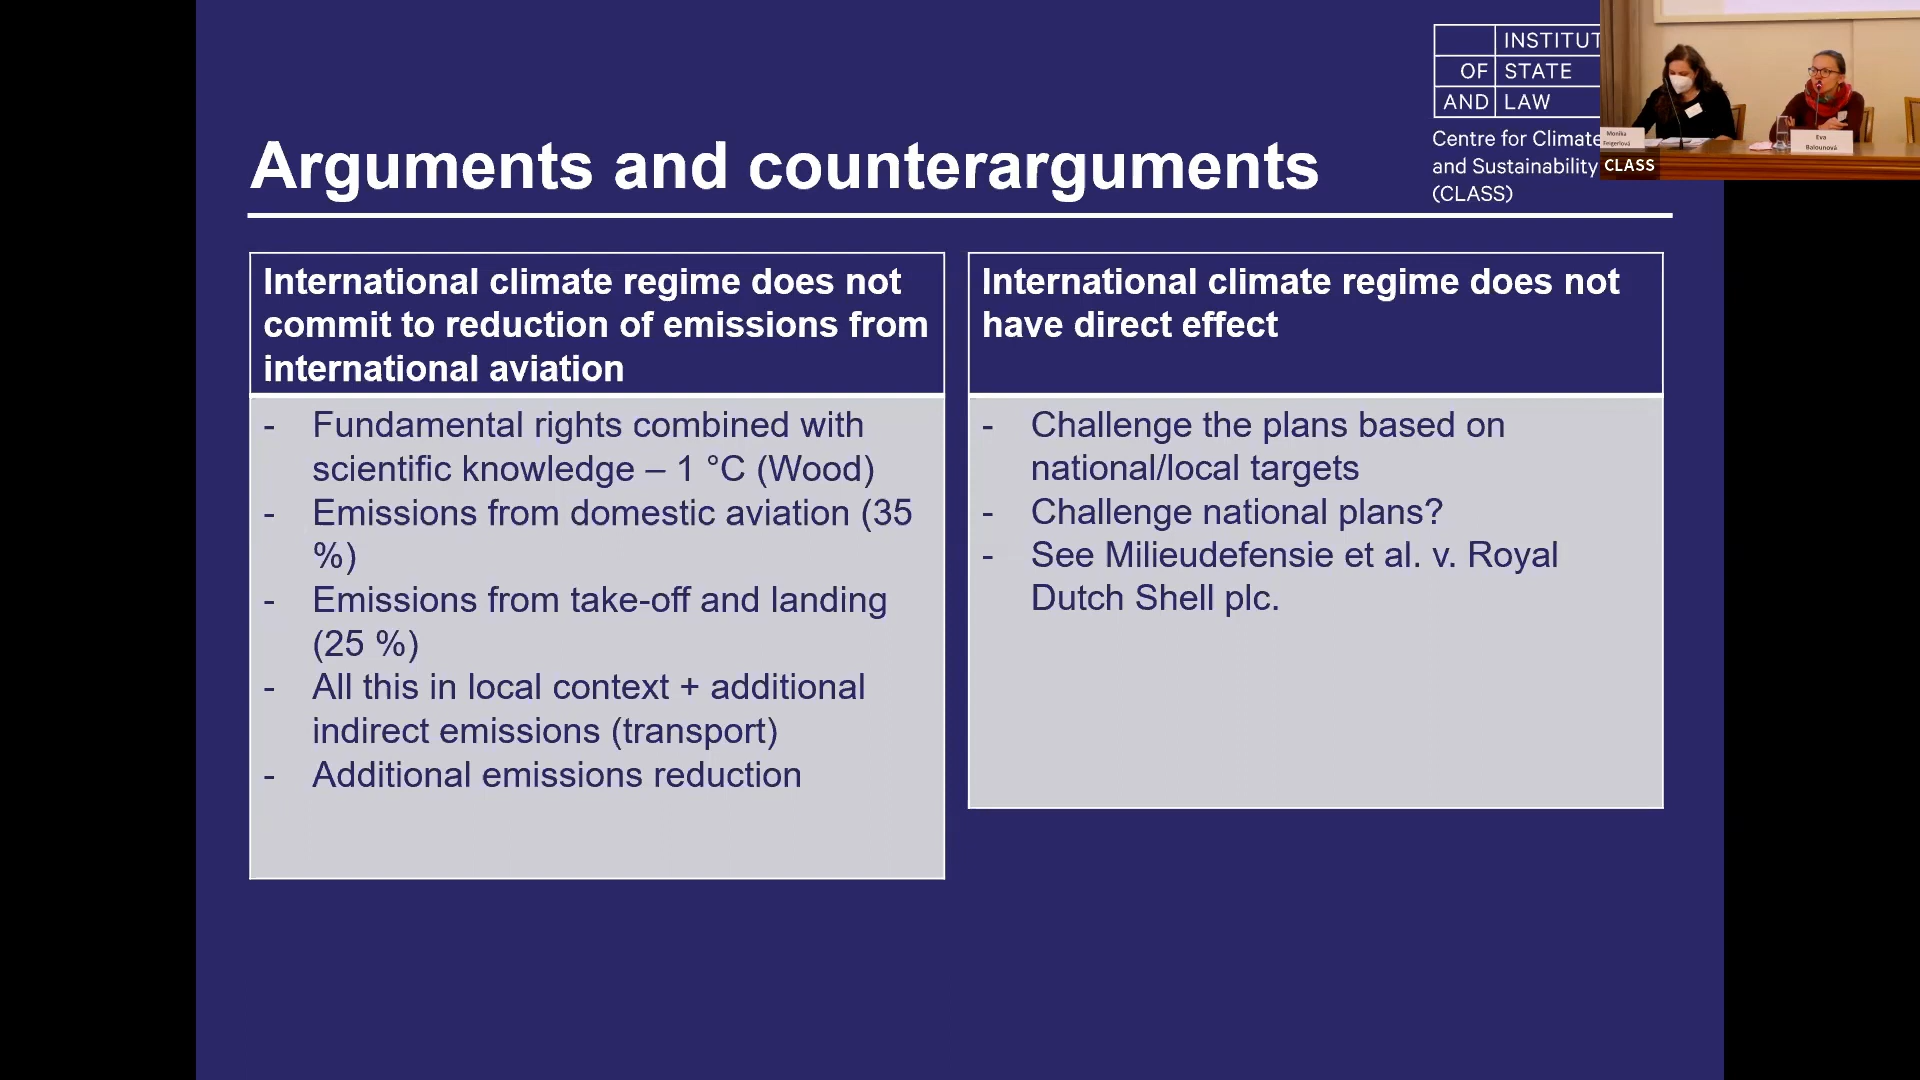 INSTITUT
OF STATE
AND LAW
Centre for Climate
and Sustainability
(CLASS)
Arguments and counterarguments
International climate regime does not
commit to reduction of emissions from
international aviation
- Fundamental rights combined with
scientific knowledge – 1 °C (Wood)
- Emissions from domestic aviation (35
%)
- Emissions from take-off and landing
(25 %)
- All this in local context + additional
indirect emissions (transport)
- Additional emissions reduction
International climate regime does not
have direct effect
- Challenge the plans based on
national/local targets
- Challenge national plans?
- See Milieudefensie et al. v. Royal
Dutch Shell plc.
Monika
Feigerlová
Eva
Balounová
CLASS